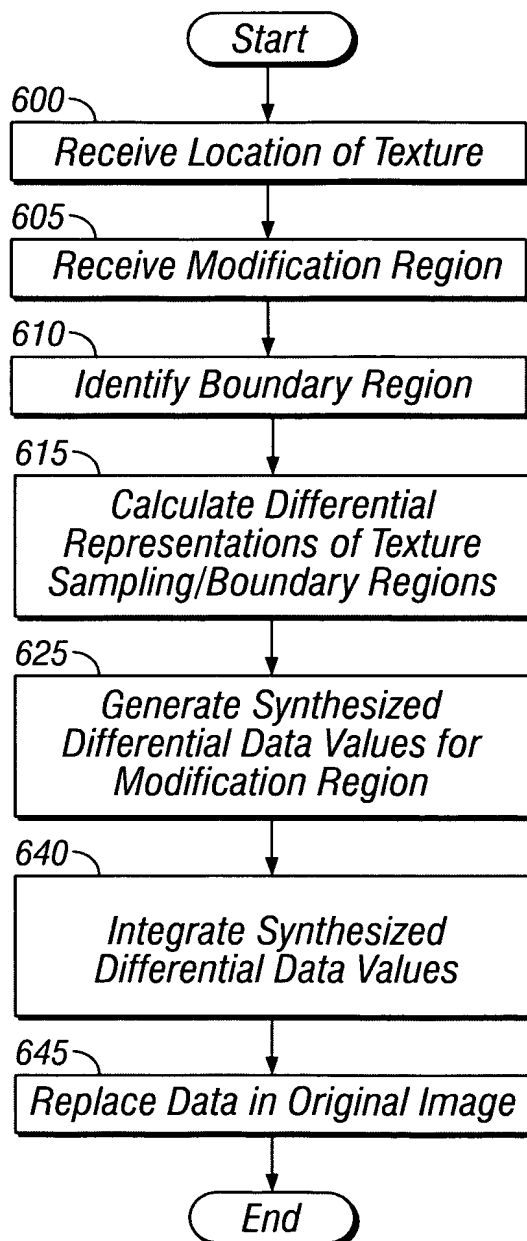 Start
600
Receive Location of Texture
605
Receive Modification Region
610
Identify Boundary Region
615
Calculate Differential
Representations of Texture
Sampling/Boundary Regions
625
Generate Synthesized
Differential Data Values for
Modification Region
640
Integrate Synthesized
Differential Data Values
645
Replace Data in Original Image
End